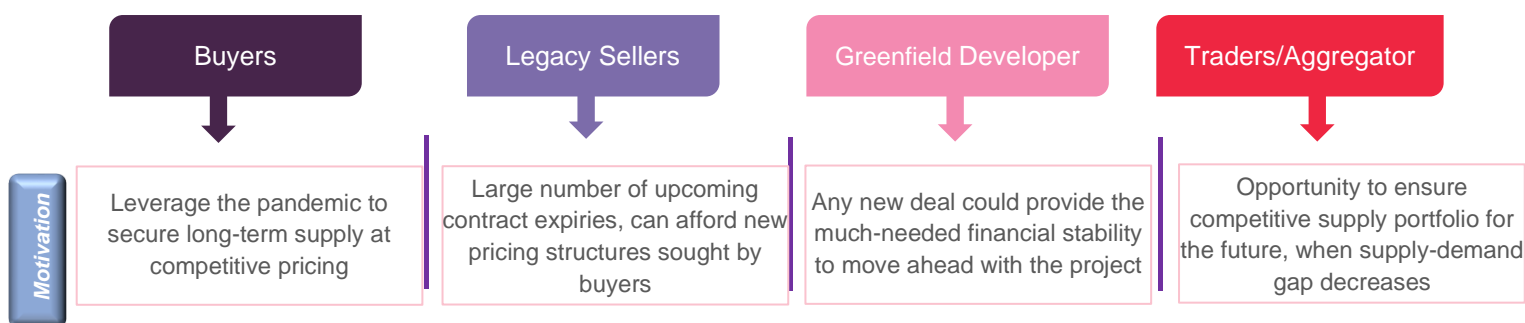 Buyers
Legacy Sellers
Greenfield Developer
Traders/Aggregator
Motivation
Leverage the pandemic to
secure long-term supply at
competitive pricing
Large number of upcoming
contract expiries, can afford new
pricing structures sought by
buyers
Any new deal could provide the
much-needed financial stability
to move ahead with the project
Opportunity to ensure
competitive supply portfolio for
the future, when supply-demand
gap decreases